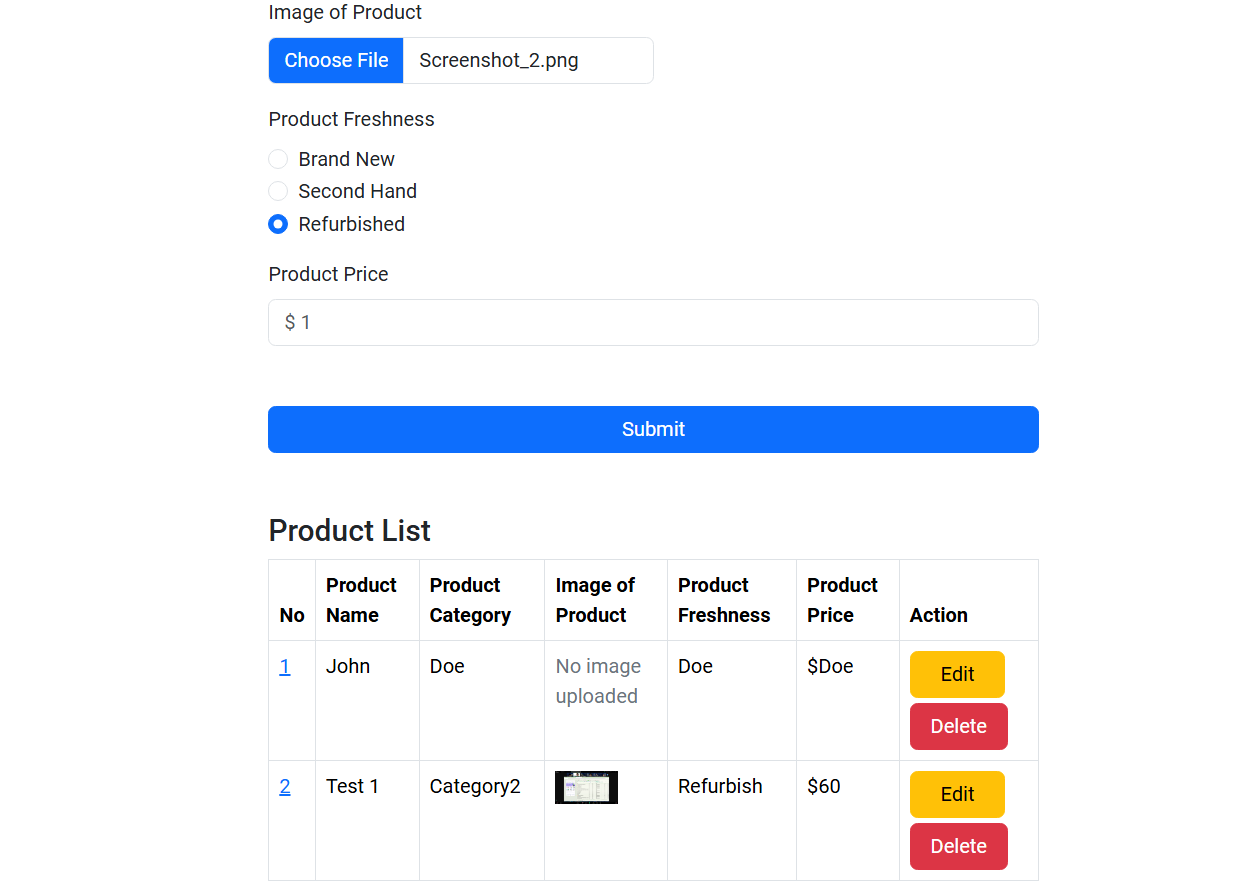 Image of Product
Choose File Screenshot_2.png
Product Freshness
Brand New
Second Hand
Refurbished
Product Price
$ 1
Submit
Product List
No Product Name Product Category Image of Product Product Freshness Product Price Action
1 John Doe No image uploaded Doe $Doe Edit
Delete
2 Test 1 Category2 Refurbish $60 Edit
Delete